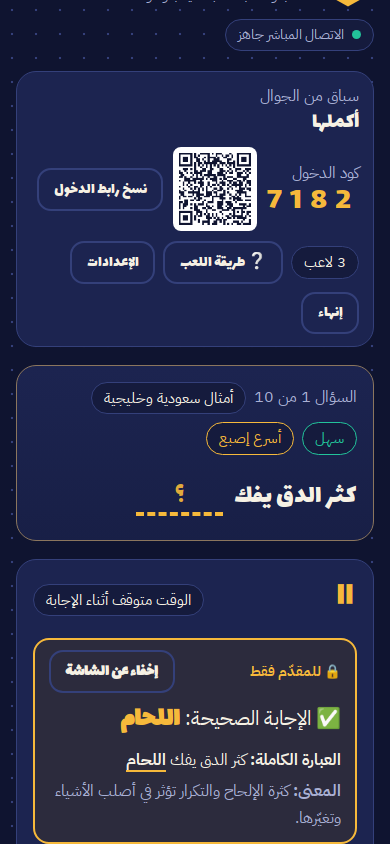 الاتصال المباشر جاهز
سباق من الجوال
أكملها
كود الدخول
7182
نسخ رابط الدخول
3 لاعب
❔ طريقة اللعب
الإعدادات
إنهاء
السؤال 1 من 10
أمثال سعودية وخليجية
سهل
أسرع إصبع
كثر الدق يفك ؟
الوقت متوقف أثناء الإجابة
🔒 للمقدّم فقط
إخفاء عن الشاشة
✅ الإجابة الصحيحة: اللحام
العبارة الكاملة: كثر الدق يفك اللحام
المعنى: كثرة الإلحاح والتكرار تؤثر في أصلب الأشياء
وتغيّرها.